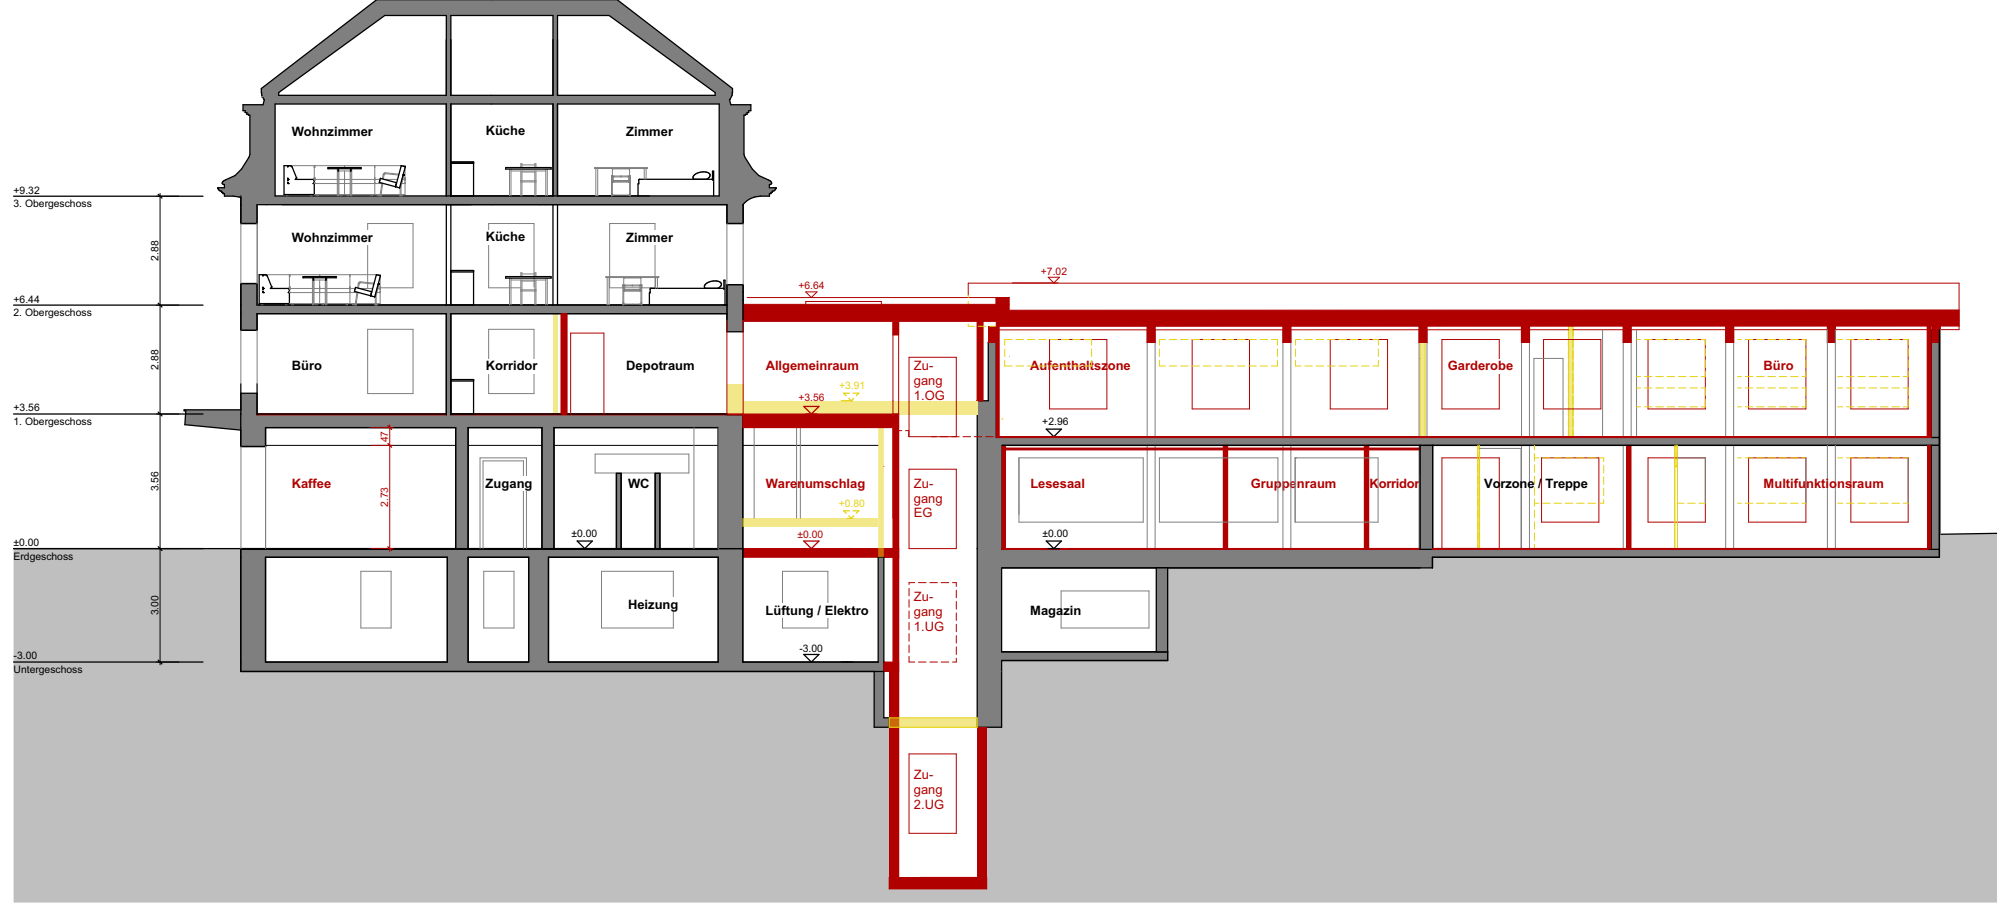 Wohnzimmer
Küche
Zimmer
+9.32
3. Obergeschoss
Wohnzimmer
Küche
Zimmer
2.88
+6.44
2. Obergeschoss
+6.64
+7.02
Büro
Korridor
Depotraum
Allgemeinraum
Zu-
gang
1.OG
Aufenthaltszone
Garderobe
Büro
2.88
+3.91
+3.56
+3.56
1. Obergeschoss
+2.96
47
Kaffee
Zugang
WC
Warenumschlag
Zu-
gang
EG
Lesesaal
Gruppenraum
Korridor
Vorzone / Treppe
Multifunktionsraum
3.56
2.73
+0.80
±0.00
±0.00
±0.00
±0.00
Erdgeschoss
Heizung
Lüftung / Elektro
Zu-
gang
1.UG
Magazin
3.00
-3.00
-3.00
Untergeschoss
Zu-
gang
2.UG